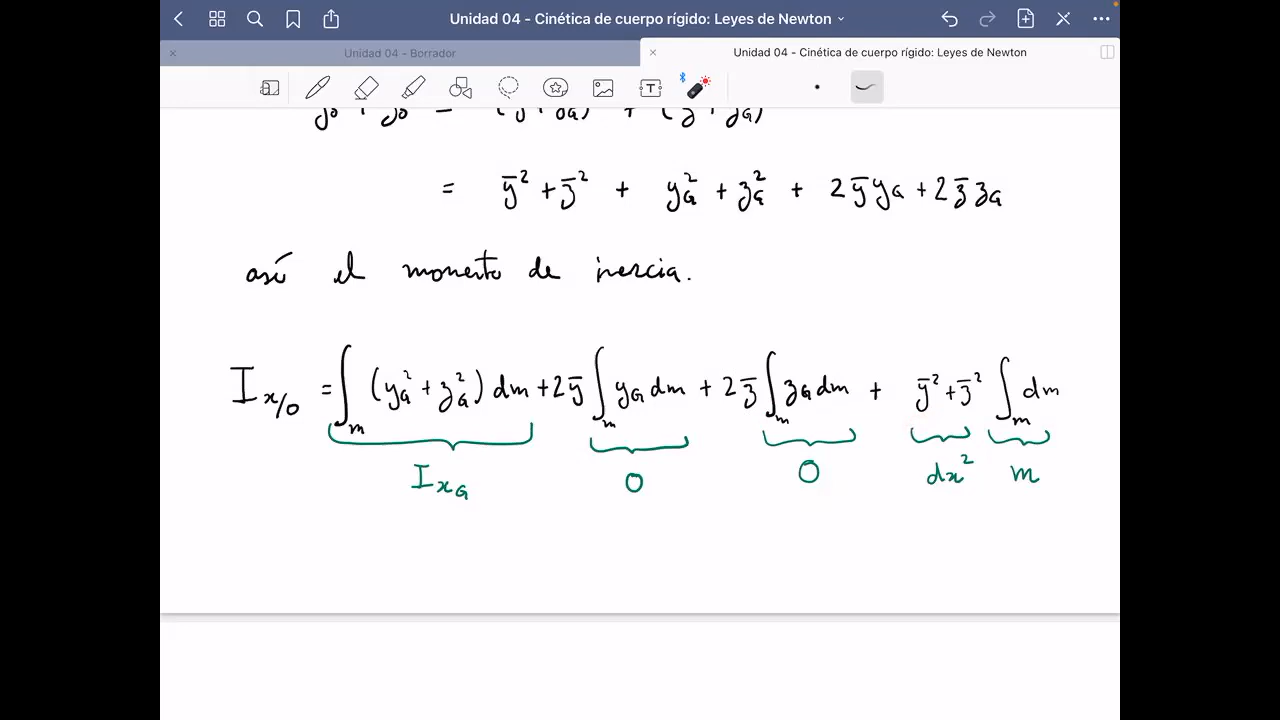 Unidad 04 - Cinética de cuerpo rígido: Leyes de Newton
Unidad 04 - Borrador
Unidad 04 - Cinética de cuerpo rígido: Leyes de Newton
= ȳ² + z̄² + y_G² + z_G² + 2ȳy_G + 2z̄z_G
así el momento de inercia.
I_x/o = ∫_m (y_G² + z_G²) dm + 2ȳ ∫_m y_G dm + 2z̄ ∫_m z_G dm + ȳ² + z̄² ∫_m dm
I_xG 0 0 dx² m